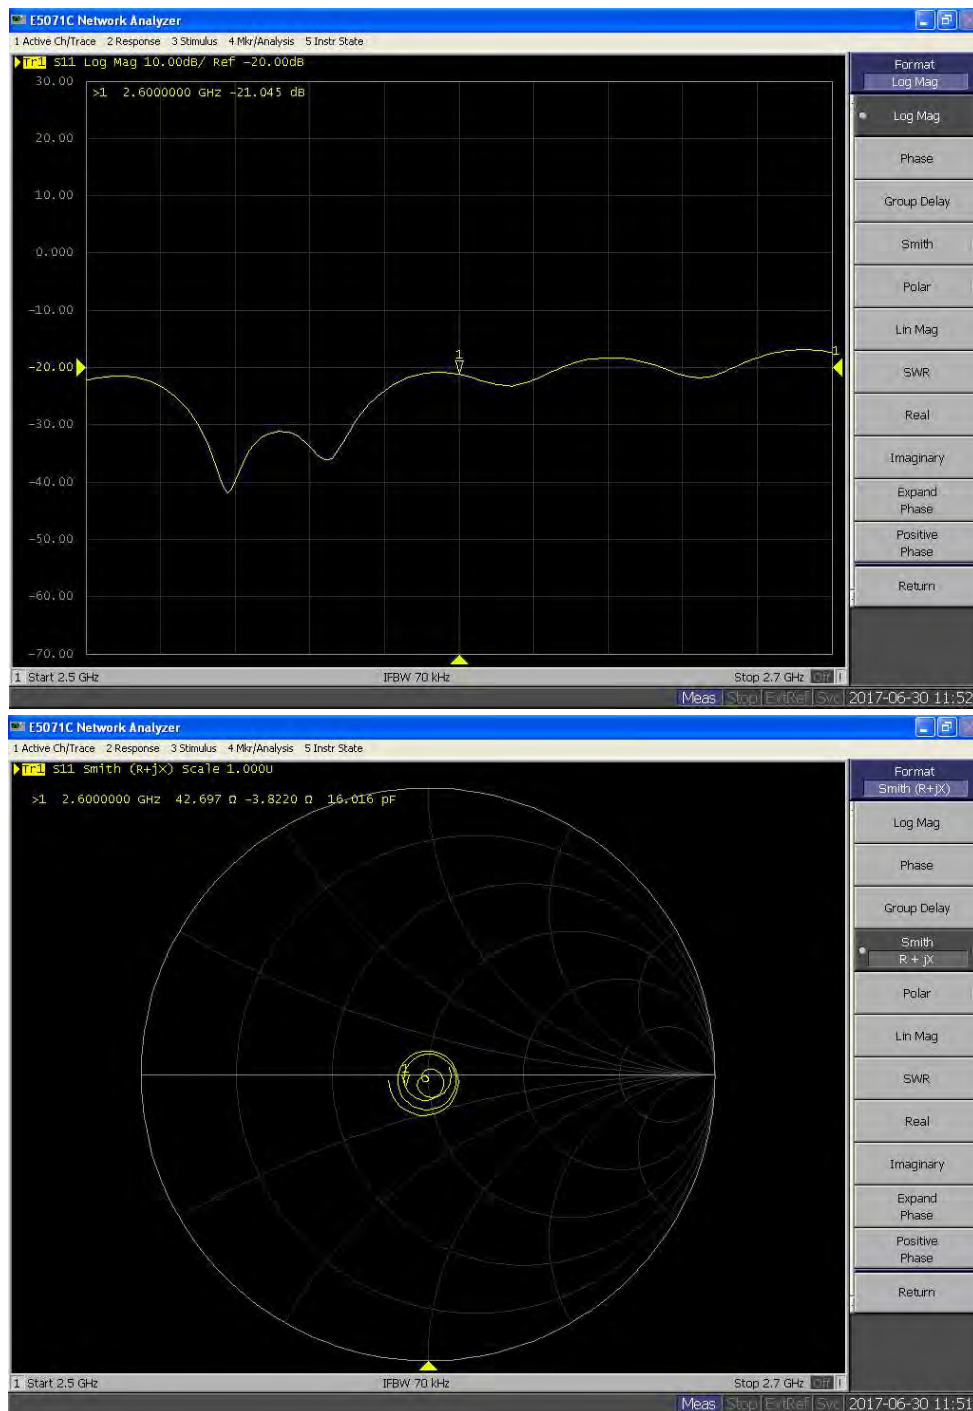 E5071C Network Analyzer
1 Active Ch/Trace 2 Response 3 Stimulus 4 Mkr/Analysis 5 Instr State
Tr1 S11 Log Mag 10.00dB/ Ref -20.00dB
>1 2.6000000 GHz -21.045 dB
30.00
20.00
10.00
0.000
-10.00
-20.00
-30.00
-40.00
-50.00
-60.00
-70.00
1
1
Format
Log Mag
Log Mag
Phase
Group Delay
Smith
Polar
Lin Mag
SWR
Real
Imaginary
Expand
Phase
Positive
Phase
Return
1 Start 2.5 GHz IFBW 70 kHz Stop 2.7 GHz Off !
Meas Stop ExtRef Svc 2017-06-30 11:52
E5071C Network Analyzer
1 Active Ch/Trace 2 Response 3 Stimulus 4 Mkr/Analysis 5 Instr State
Tr1 S11 Smith (R+jX) Scale 1.000U
>1 2.6000000 GHz 42.697 Ω -3.8220 Ω 16.016 pF
1
Format
Smith (R+jX)
Log Mag
Phase
Group Delay
Smith
R + jX
Polar
Lin Mag
SWR
Real
Imaginary
Expand
Phase
Positive
Phase
Return
1 Start 2.5 GHz IFBW 70 kHz Stop 2.7 GHz Off !
Meas Stop ExtRef Svc 2017-06-30 11:51